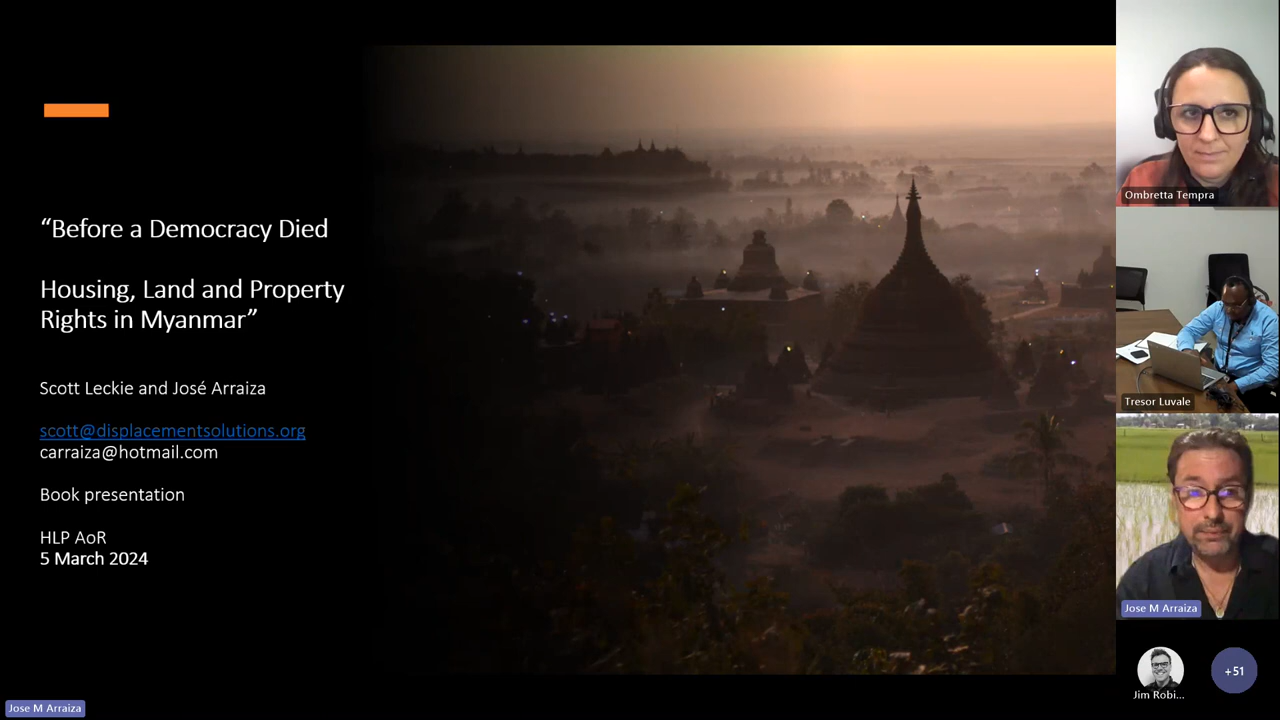 “Before a Democracy Died
Housing, Land and Property
Rights in Myanmar”
Scott Leckie and José Arraiza
scott@displacementsolutions.org
carraiza@hotmail.com
Book presentation
HLP AoR
5 March 2024
Jose M Arraiza
Ombretta Tempra
Tresor Luvale
Jose M Arraiza
Jim Robi...
+51